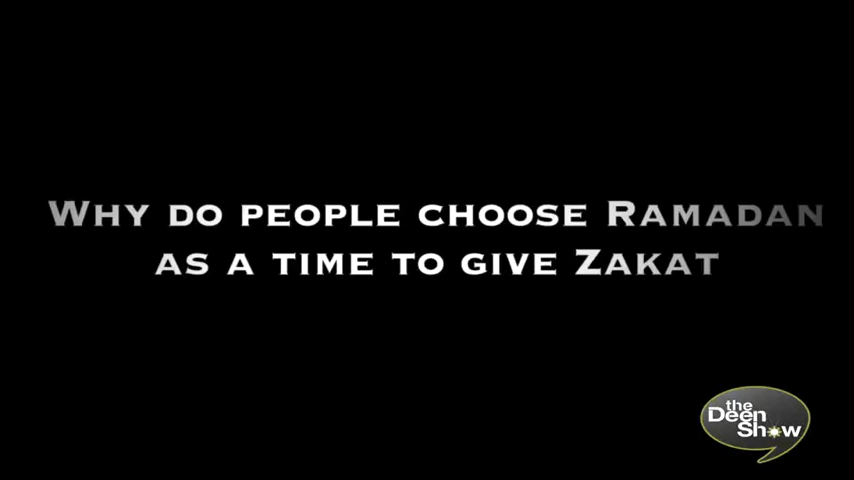 Why do people choose Ramadan
as a time to give Zakat
the
Deen
Show